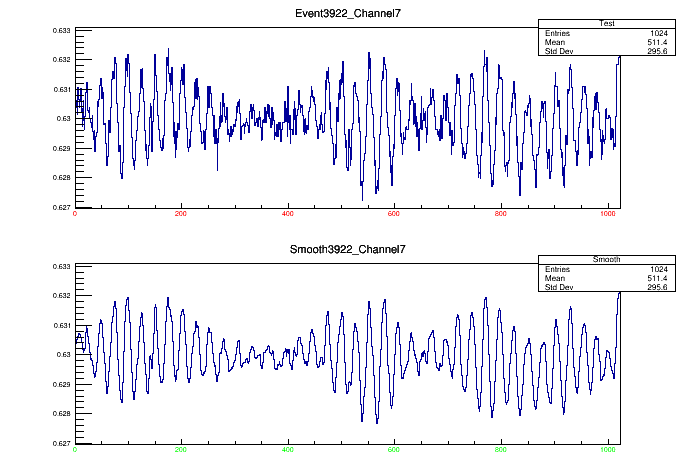 Event3922_Channel7
Test
Entries 1024
Mean 511.4
Std Dev 295.6
0.633
0.632
0.631
0.63
0.629
0.628
0.627
0 200 400 600 800 1000
Smooth3922_Channel7
Smooth
Entries 1024
Mean 511.4
Std Dev 295.6
0.633
0.632
0.631
0.63
0.629
0.628
0.627
0 200 400 600 800 1000